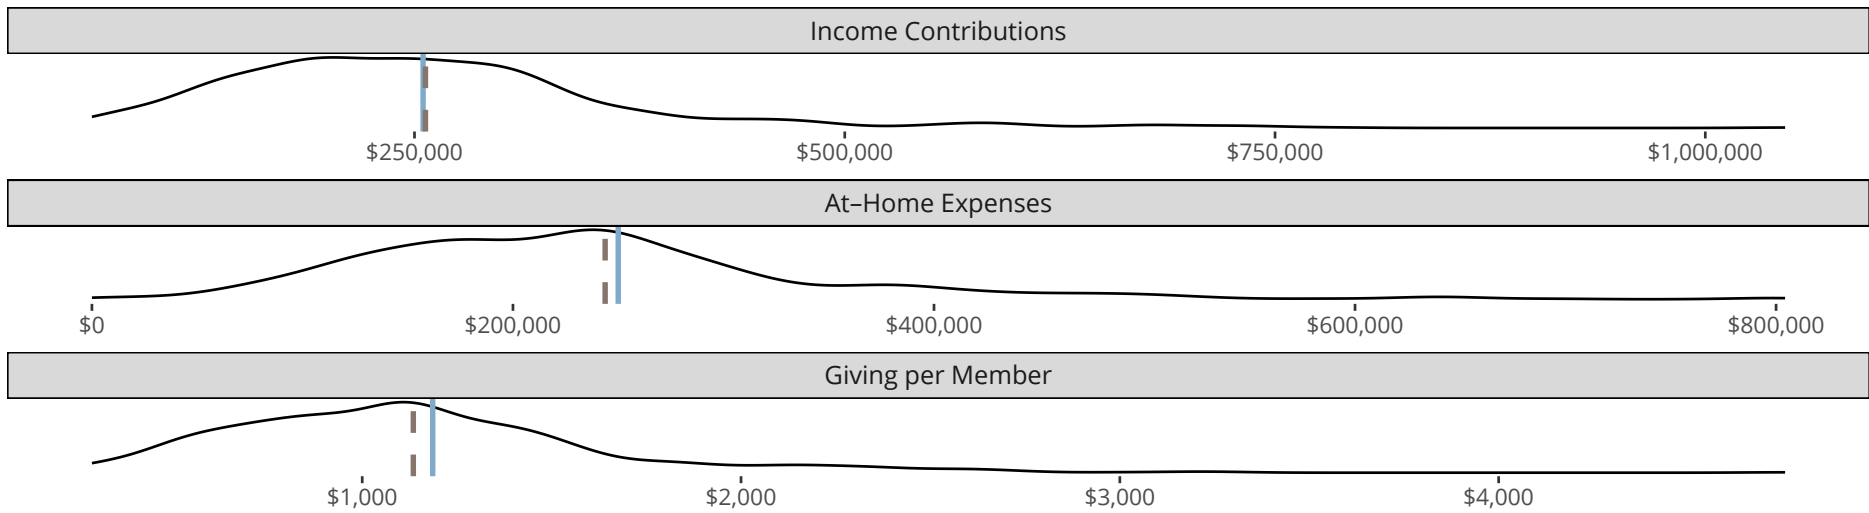 Income Contributions
$250,000 $500,000 $750,000 $1,000,000
At–Home Expenses
$0 $200,000 $400,000 $600,000 $800,000
Giving per Member
$1,000 $2,000 $3,000 $4,000